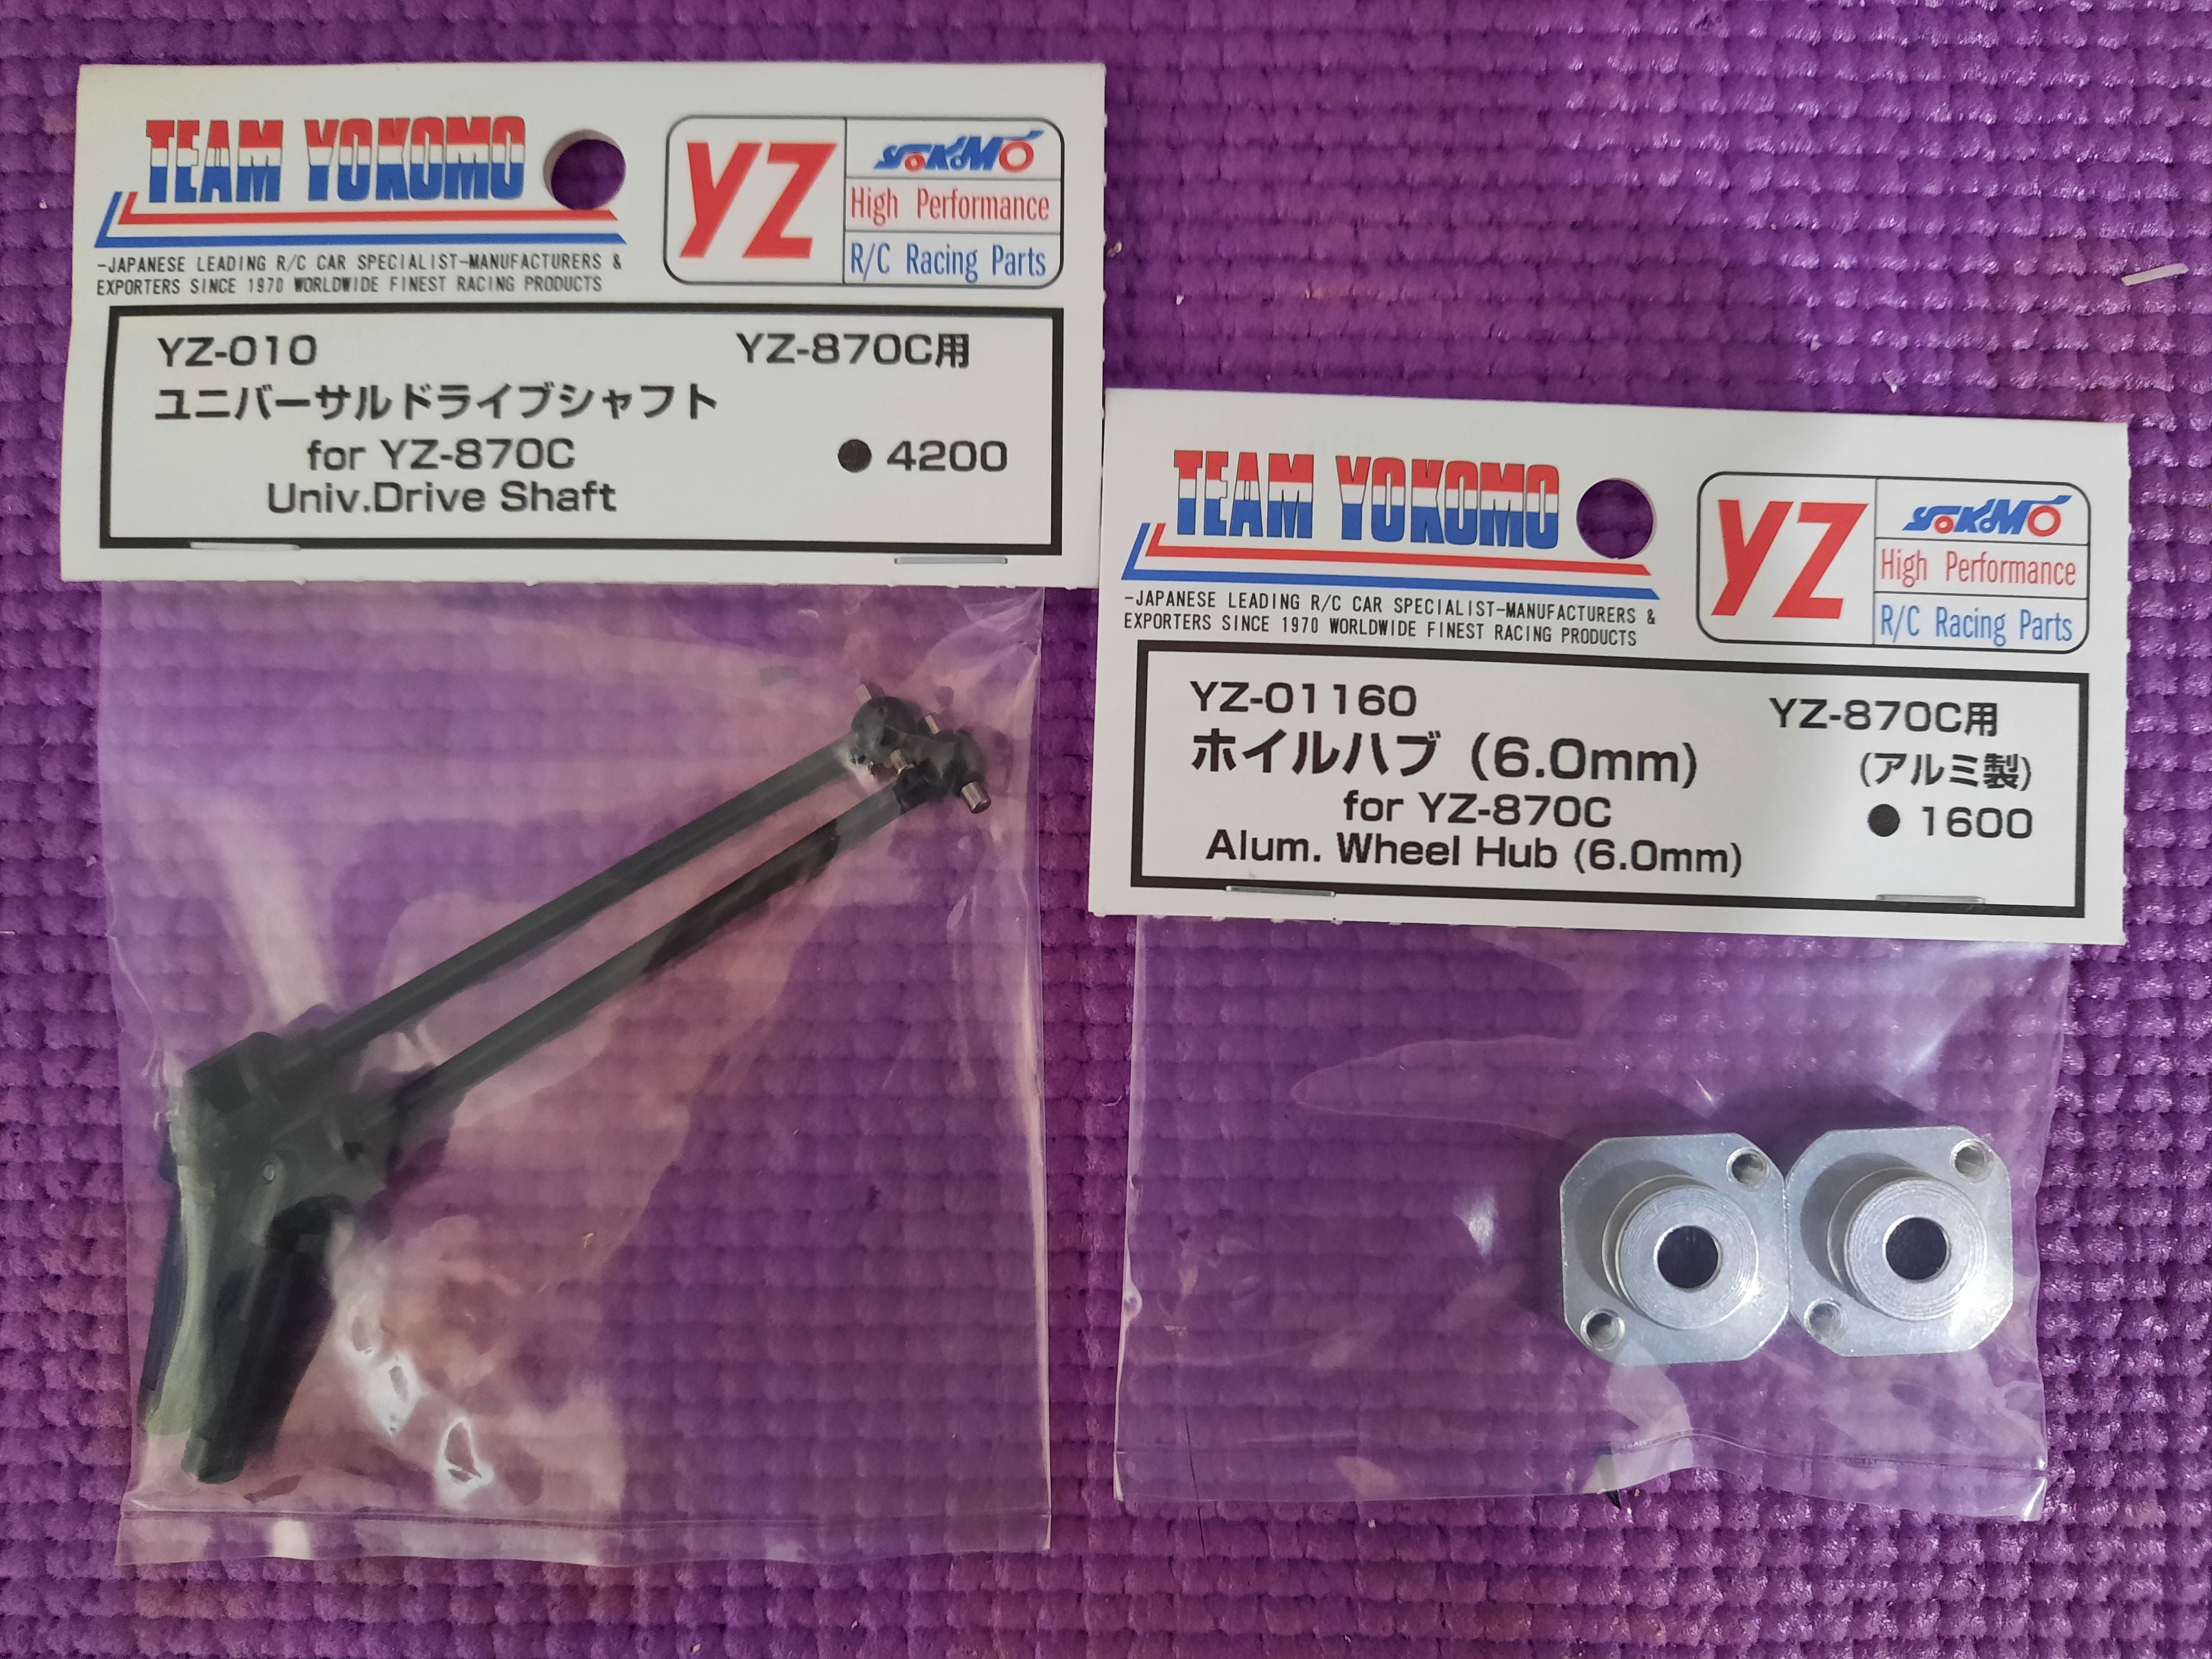 TEAM YOKOMO
-JAPANESE LEADING R/C CAR SPECIALIST-MANUFACTURERS &
EXPORTERS SINCE 1970 WORLDWIDE FINEST RACING PRODUCTS
YZ
YOKOMO
High Performance
R/C Racing Parts
YZ-010 YZ-870C用
ユニバーサルドライブシャフト
for YZ-870C ● 4200
Univ.Drive Shaft
TEAM YOKOMO
-JAPANESE LEADING R/C CAR SPECIALIST-MANUFACTURERS &
EXPORTERS SINCE 1970 WORLDWIDE FINEST RACING PRODUCTS
YZ
YOKOMO
High Performance
R/C Racing Parts
YZ-01160 YZ-870C用
ホイルハブ (6.0mm) (アルミ製)
for YZ-870C ● 1600
Alum. Wheel Hub (6.0mm)